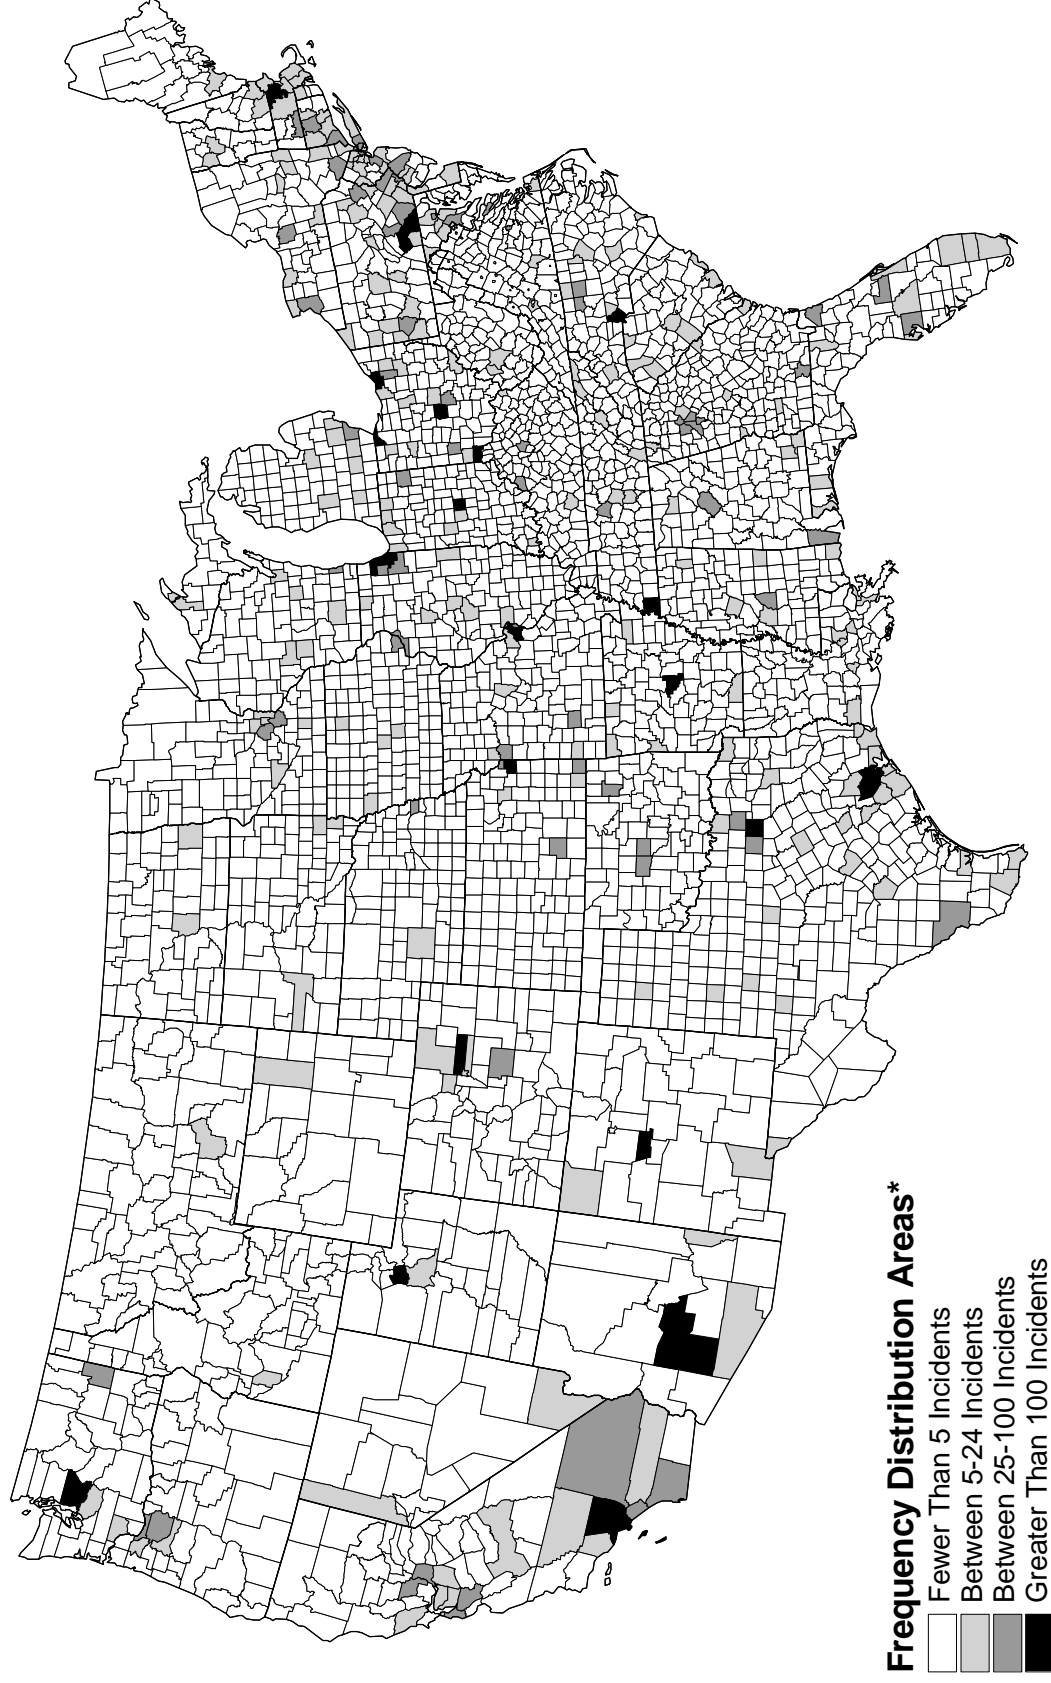 Frequency Distribution Areas*
Fewer Than 5 Incidents
Between 5-24 Incidents
Between 25-100 Incidents
Greater Than 100 Incidents